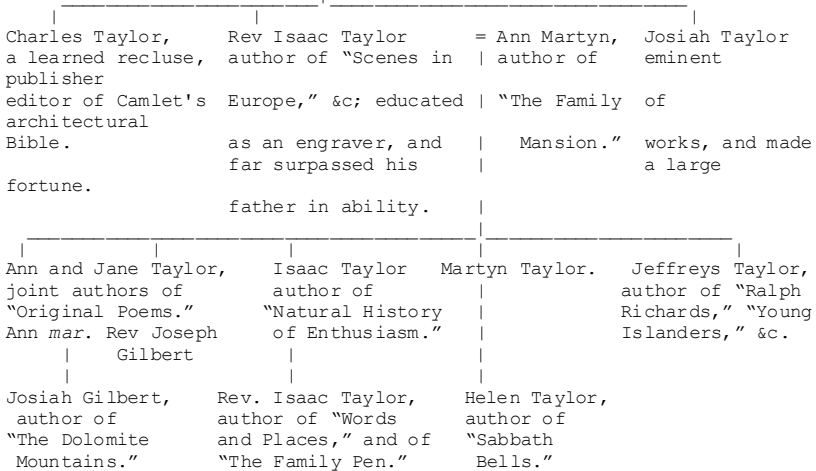 Charles Taylor, Rev Isaac Taylor = Ann Martyn, Josiah Taylor
a learned recluse, author of “Scenes in | author of eminent
publisher
editor of Camlet's Europe,” &c; educated | “The Family of
architectural
Bible. as an engraver, and | Mansion.” works, and made
far surpassed his | a large
fortune.
father in ability. |
Ann and Jane Taylor, Isaac Taylor Martyn Taylor. Jeffreys Taylor,
joint authors of author of | author of “Ralph
“Original Poems.” “Natural History | Richards,” “Young
Ann mar. Rev Joseph of Enthusiasm.” | Islanders,” &c.
| Gilbert | |
Josiah Gilbert, Rev. Isaac Taylor, Helen Taylor,
author of author of “Words author of
“The Dolomite and Places,” and of “Sabbath
Mountains.” “The Family Pen.” Bells.”